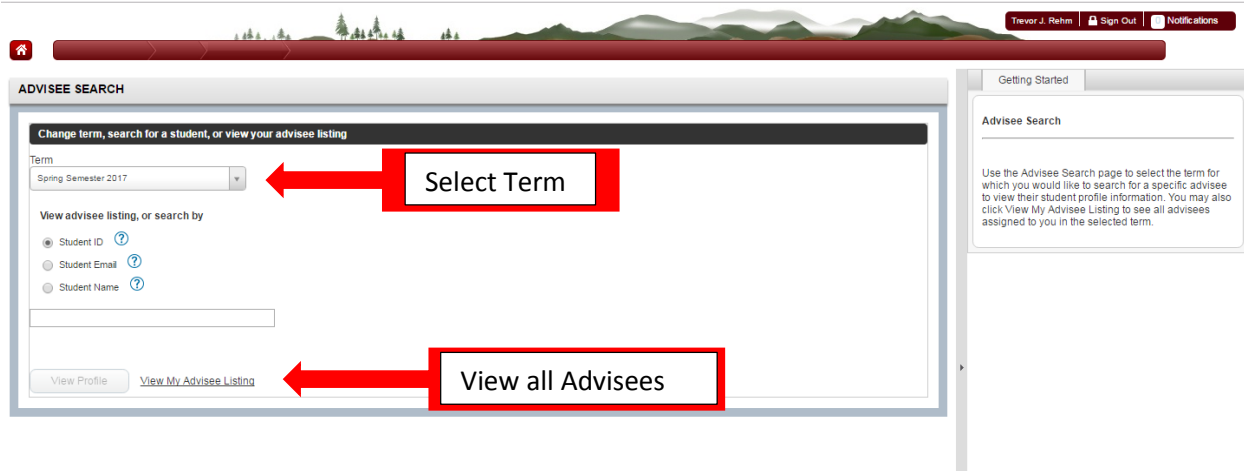 Trevor J. Rehm Sign Out 0 Notifications
ADVISEE SEARCH
Change term, search for a student, or view your advisee listing
Term
Spring Semester 2017
Select Term
View advisee listing, or search by
Student ID ?
Student Email ?
Student Name ?
View Profile View My Advisee Listing
View all Advisees
Getting Started
Advisee Search
Use the Advisee Search page to select the term for
which you would like to search for a specific advisee
to view their student profile information. You may also
click View My Advisee Listing to see all advisees
assigned to you in the selected term.